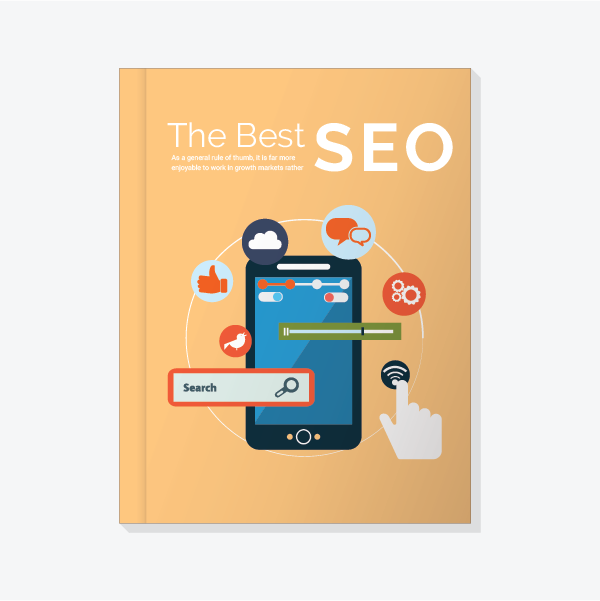 The Best SEO
As a general rule of thumb, it is far more
enjoyable to work in growth markets rather
Search